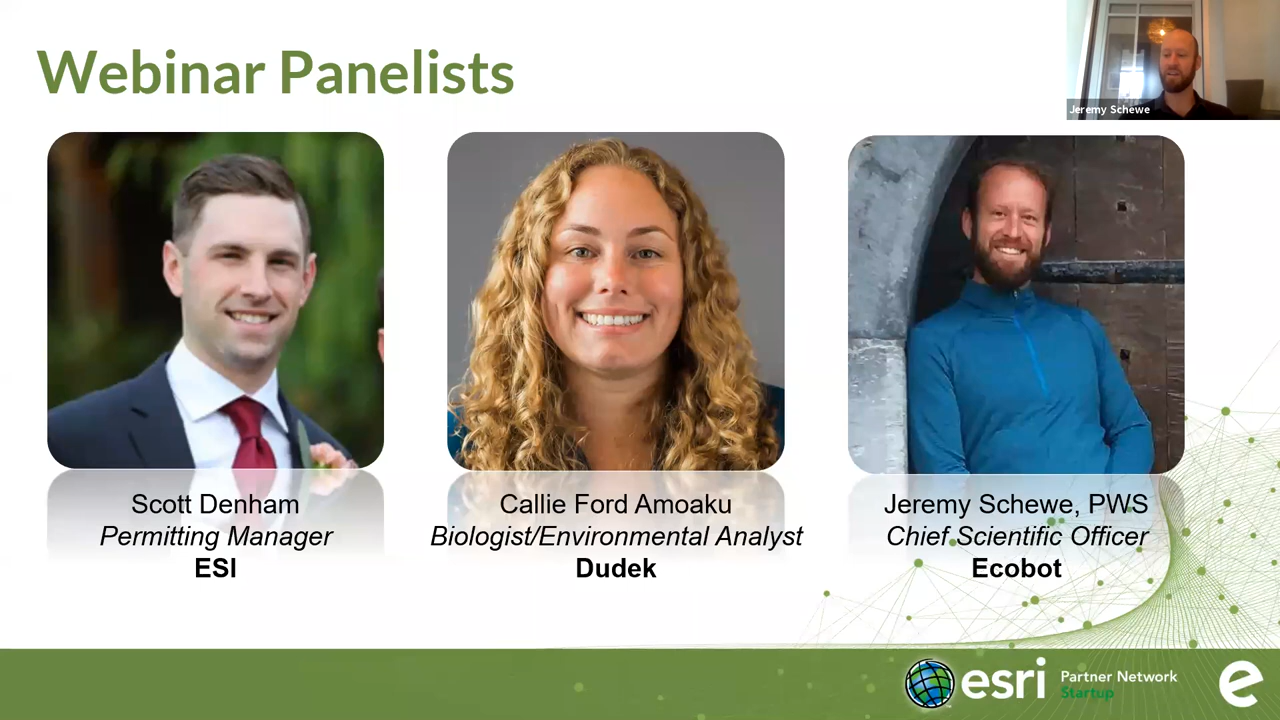 Webinar Panelists
Jeremy Schewe
Scott Denham
Permitting Manager
ESI
Callie Ford Amoaku
Biologist/Environmental Analyst
Dudek
Jeremy Schewe, PWS
Chief Scientific Officer
Ecobot
esri
Partner Network
Startup
e